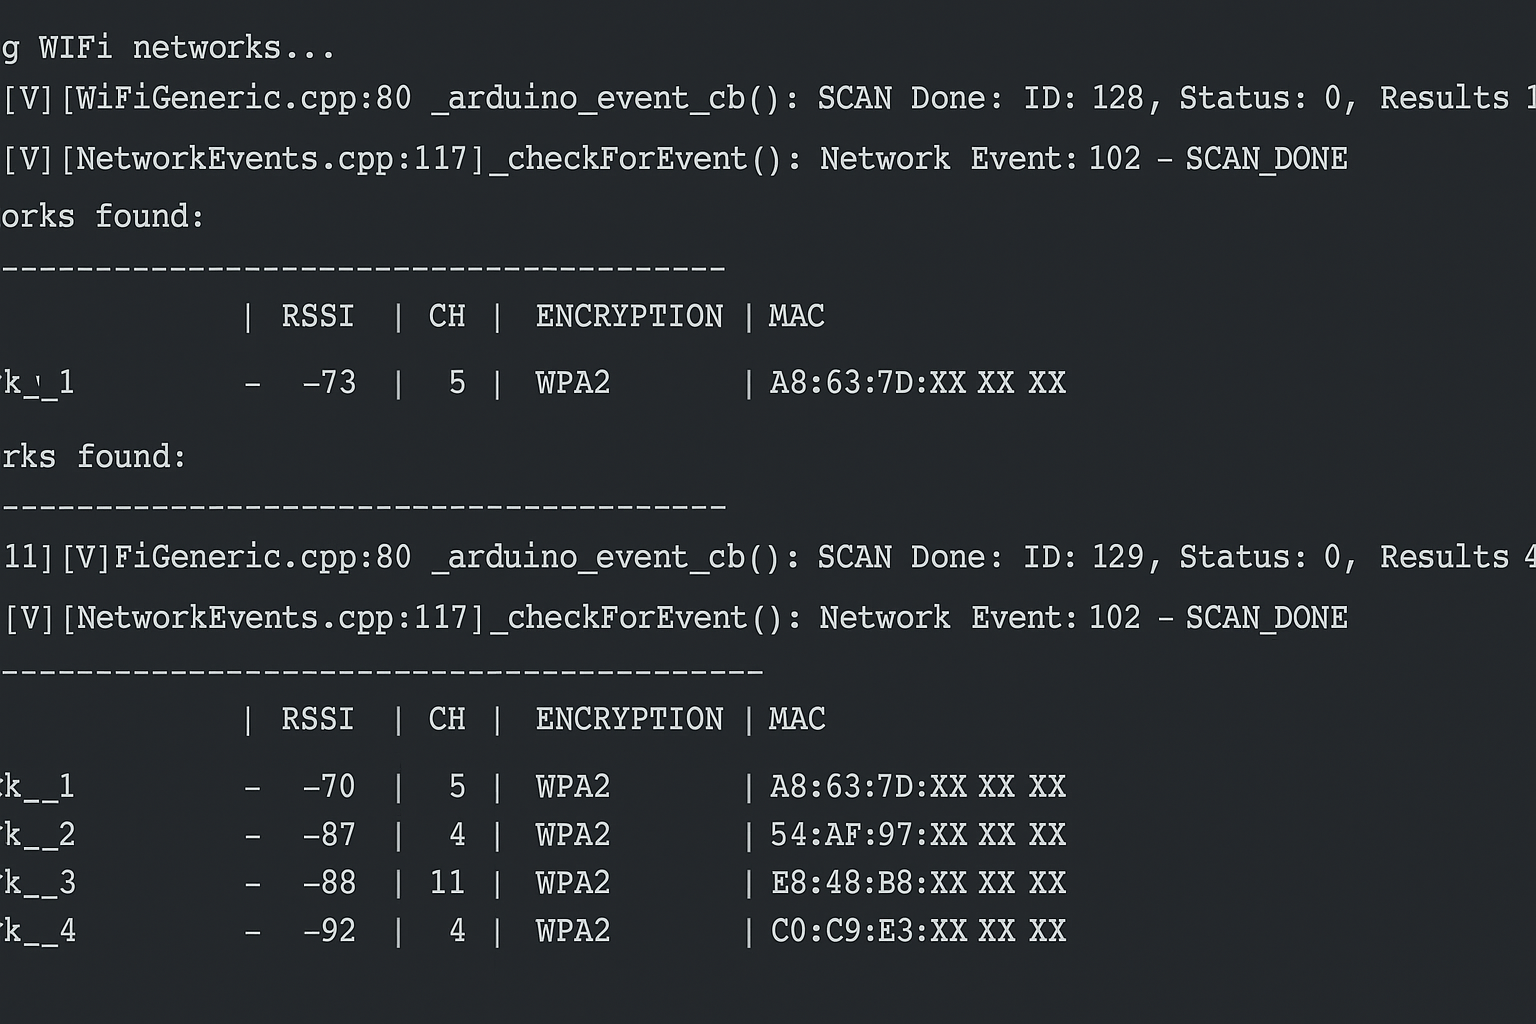 g WIFi networks...
[V][WiFiGeneric.cpp:80 _arduino_event_cb(): SCAN Done: ID: 128, Status: 0, Results 1
[V][NetworkEvents.cpp:117]_checkForEvent(): Network Event: 102 – SCAN_DONE
orks found:
---------------------------------------
| RSSI | CH | ENCRYPTION | MAC
k__1 – –73 | 5 | WPA2 | A8:63:7D:XX XX XX
rks found:
---------------------------------------
11][V]FiGeneric.cpp:80 _arduino_event_cb(): SCAN Done: ID: 129, Status: 0, Results 4
[V][NetworkEvents.cpp:117]_checkForEvent(): Network Event: 102 – SCAN_DONE
-----------------------------------------
| RSSI | CH | ENCRYPTION | MAC
k__1 – –70 | 5 | WPA2 | A8:63:7D:XX XX XX
k__2 – –87 | 4 | WPA2 | 54:AF:97:XX XX XX
k__3 – –88 | 11 | WPA2 | E8:48:B8:XX XX XX
k__4 – –92 | 4 | WPA2 | C0:C9:E3:XX XX XX